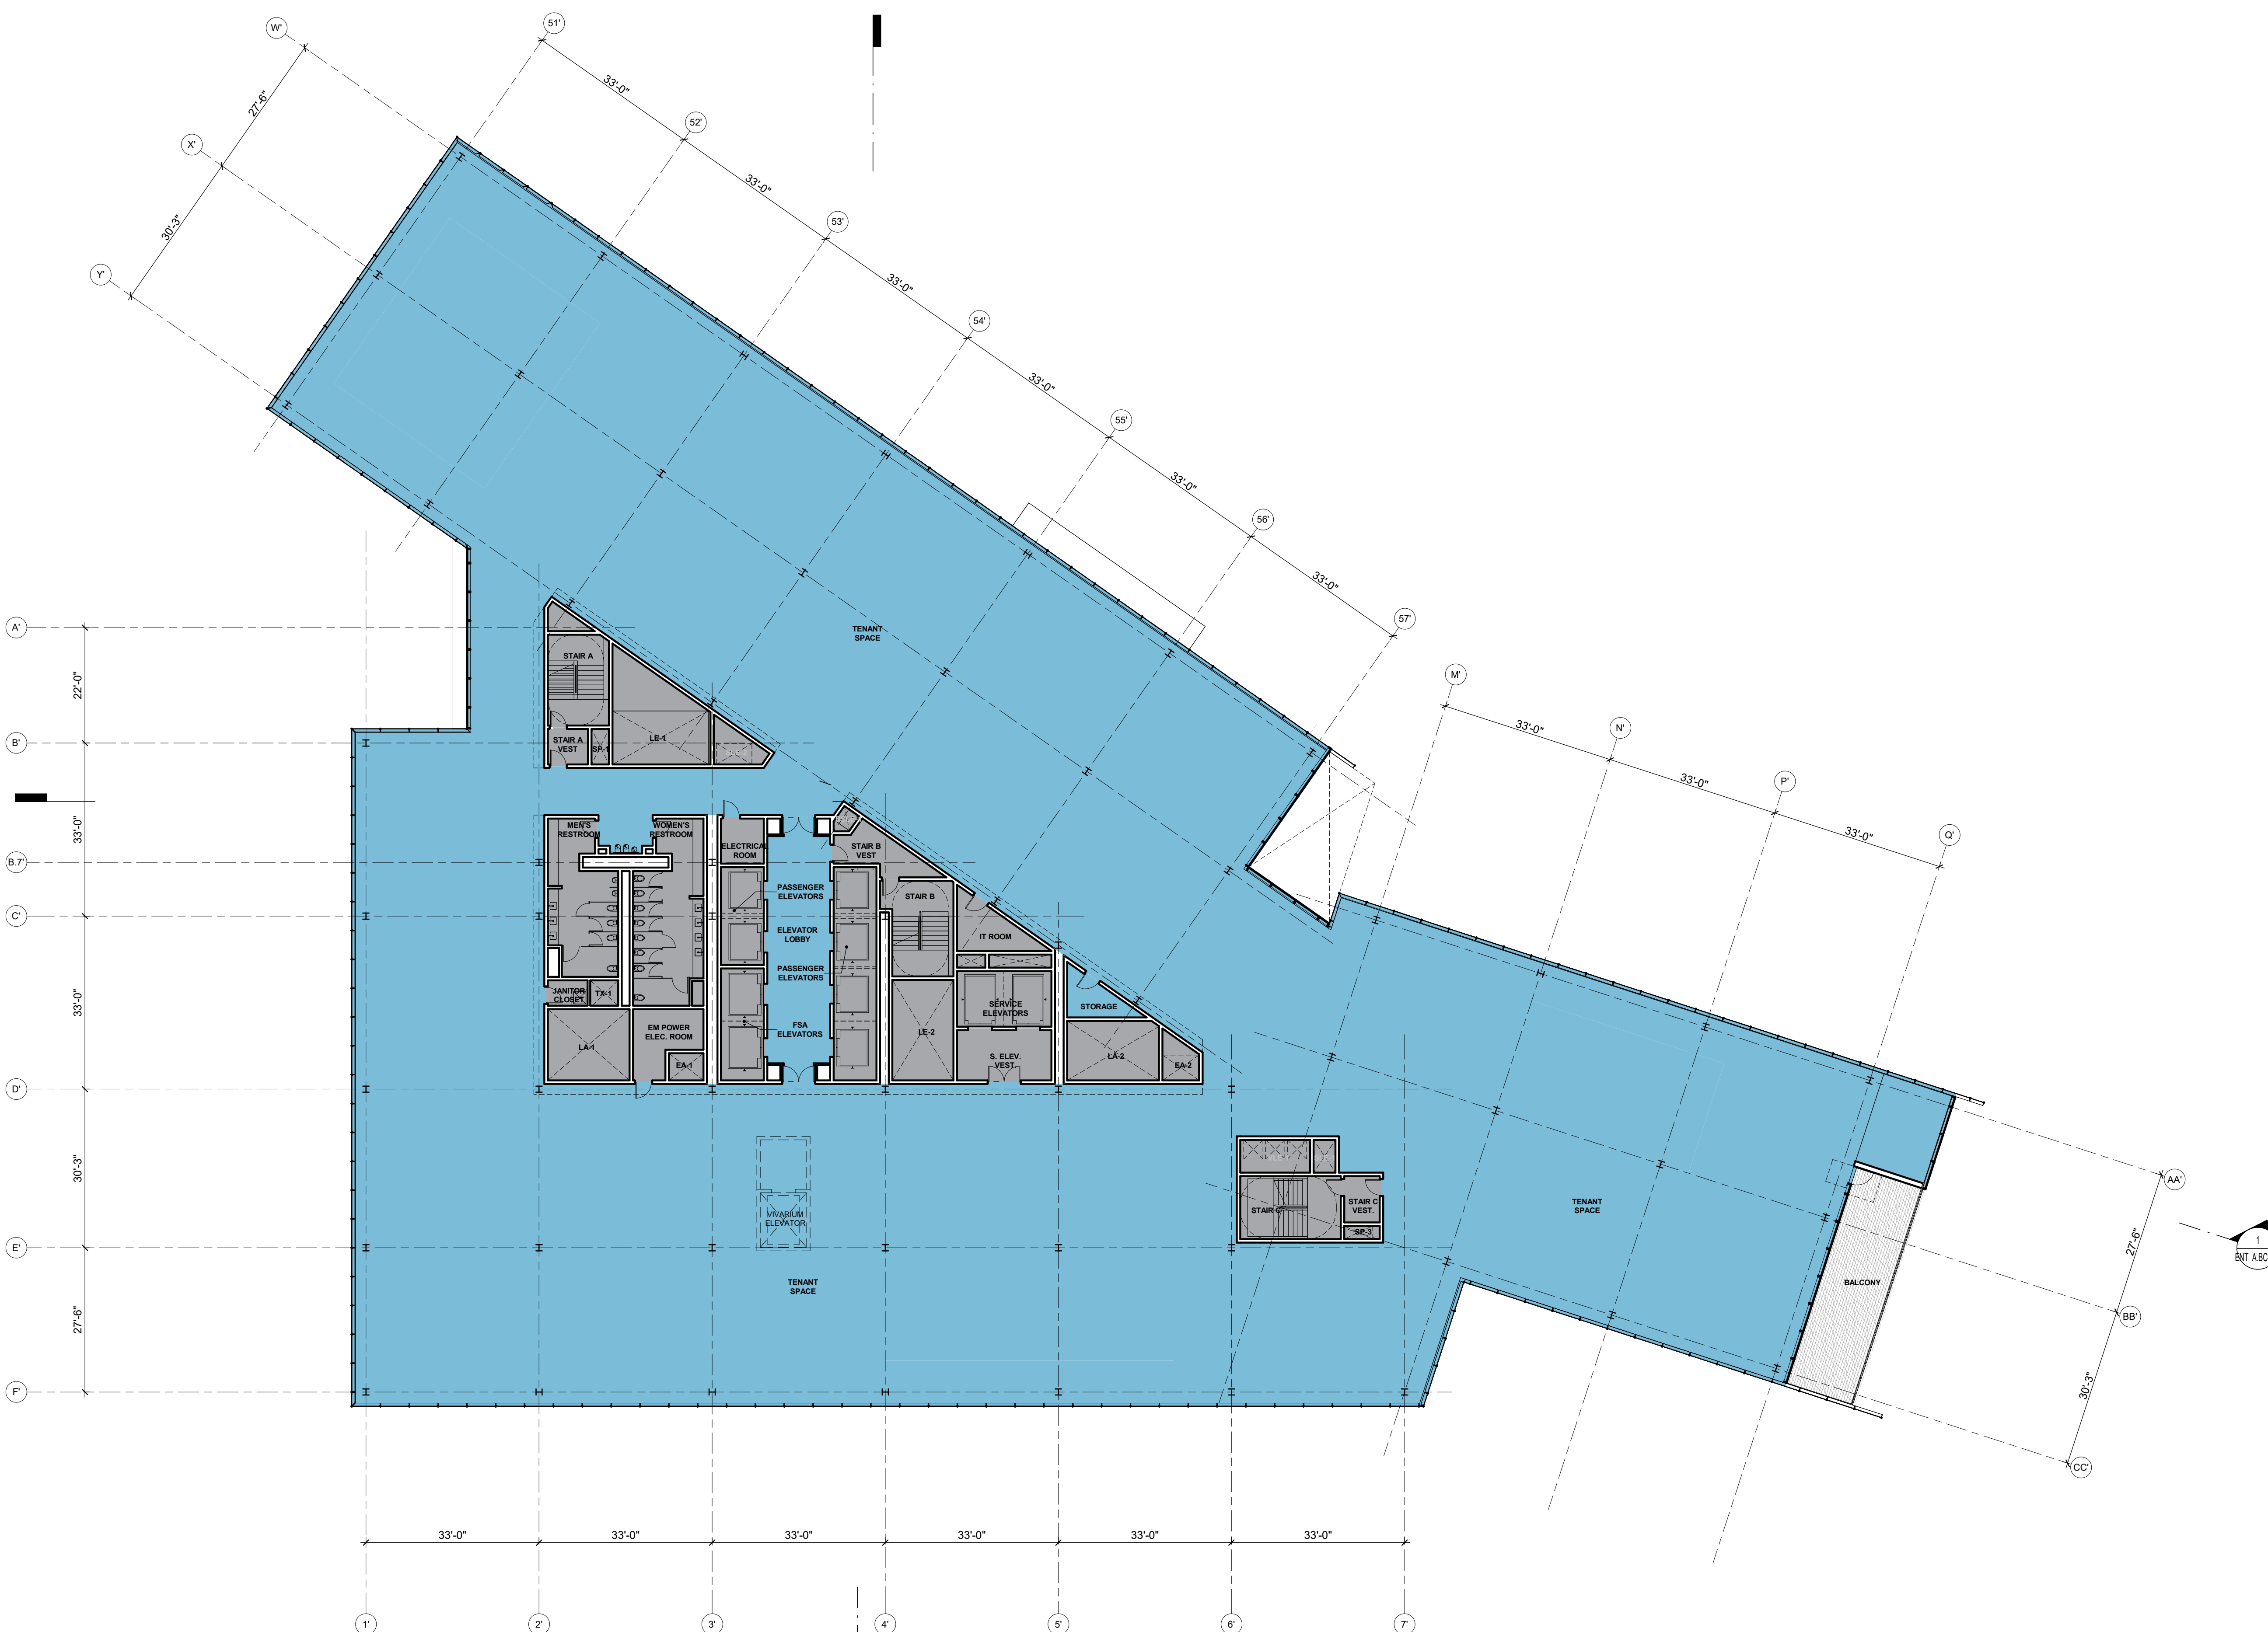 W'
51'
27'-6"
33'-0"
52'
X'
33'-0"
53'
30'-3"
33'-0"
Y'
54'
33'-0"
55'
33'-0"
56'
33'-0"
57'
A'
TENANT
SPACE
STAIR A
22'-0"
M'
33'-0"
N'
B'
STAIR A
VEST
SP-1
LE-1
33'-0"
P'
33'-0"
Q'
33'-0"
MEN'S
RESTROOM
WOMEN'S
RESTROOM
B.7'
ELECTRICAL
ROOM
STAIR B
VEST
PASSENGER
ELEVATORS
STAIR B
C'
ELEVATOR
LOBBY
IT ROOM
PASSENGER
ELEVATORS
33'-0"
JANITOR
CLOSET
TX-1
SERVICE
ELEVATORS
STORAGE
EM POWER
ELEC. ROOM
FSA
ELEVATORS
LE-2
LA-1
EA-1
S. ELEV.
VEST.
LA-2
EA-2
D'
30'-3"
AA'
STAIR C
STAIR C
VEST.
SP-3
TENANT
SPACE
VIVARIUM
ELEVATOR
E'
27'-6"
1
ENT A.BC
TENANT
SPACE
BALCONY
BB'
27'-6"
30'-3"
F'
CC'
33'-0"
33'-0"
33'-0"
33'-0"
33'-0"
33'-0"
1'
2'
3'
4'
5'
6'
7'